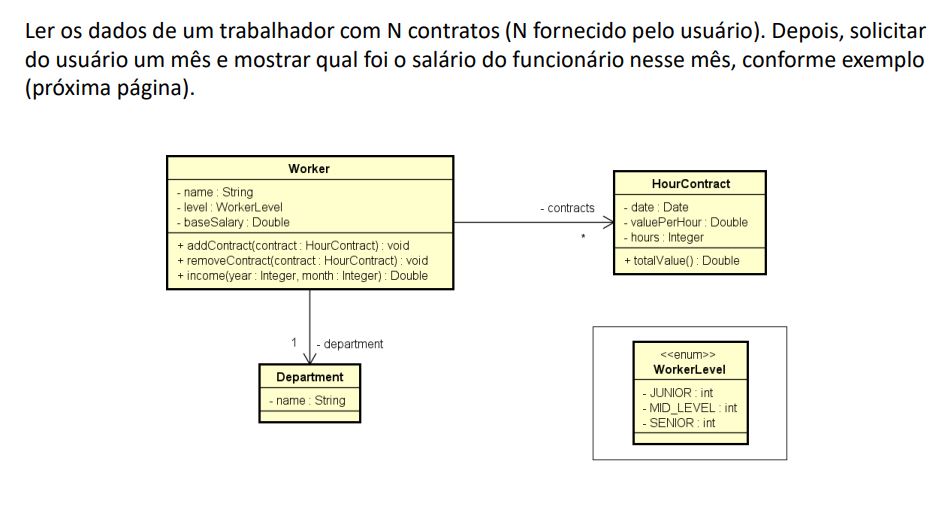 Ler os dados de um trabalhador com N contratos (N fornecido pelo usuário). Depois, solicitar
do usuário um mês e mostrar qual foi o salário do funcionário nesse mês, conforme exemplo
(próxima página).
Worker
- name : String
- level : WorkerLevel
- baseSalary : Double
+ addContract(contract : HourContract) : void
+ removeContract(contract : HourContract) : void
+ income(year : Integer, month : Integer) : Double
- contracts
*
HourContract
- date : Date
- valuePerHour : Double
- hours : Integer
+ totalValue() : Double
1
- department
Department
- name : String
<<enum>>
WorkerLevel
- JUNIOR : int
- MID_LEVEL : int
- SENIOR : int